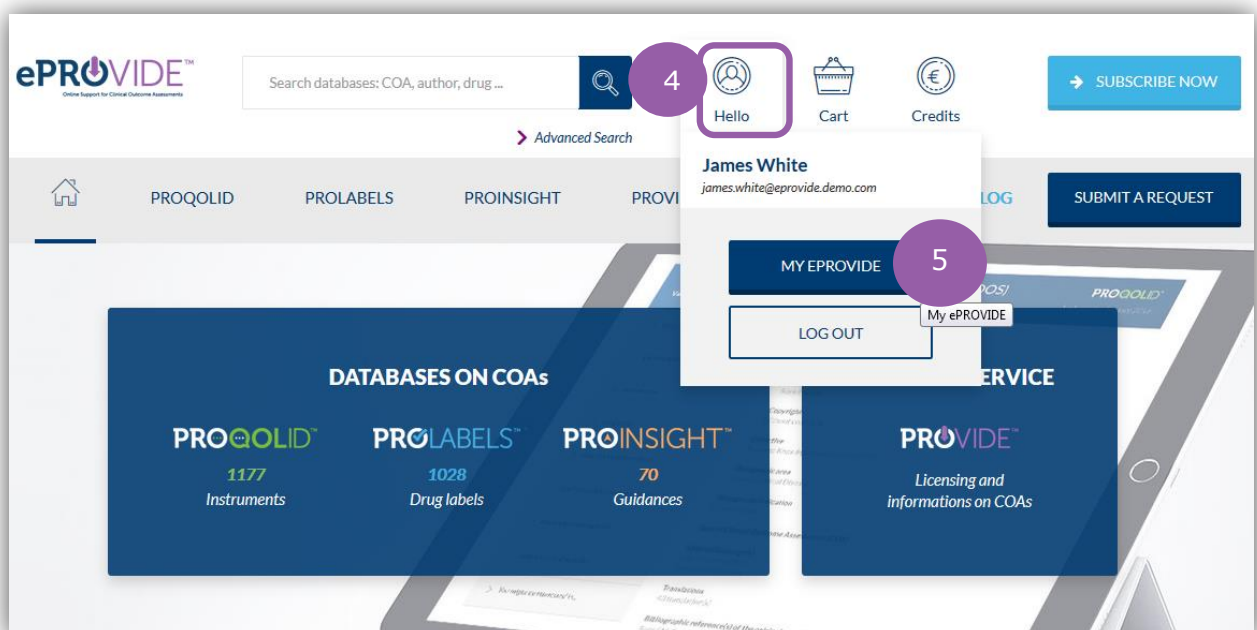 ePROVIDE™
Online Support for Clinical Outcome Assessments
Search databases: COA, author, drug ...
4
Hello
Cart
Credits
SUBSCRIBE NOW
Advanced Search
James White
james.white@eprovide.demo.com
PROQOLID
PROLABELS
PROINSIGHT
PROVI
LOG
SUBMIT A REQUEST
MY EPROVIDE
5
My ePROVIDE
LOG OUT
PROQOLID
DATABASES ON COAs
ERVICE
PROQOLID™
PROLABELS™
PROINSIGHT™
PROVIDE™
1177
1028
70
Instruments
Drug labels
Guidances
Licensing and
informations on COAs
Translations